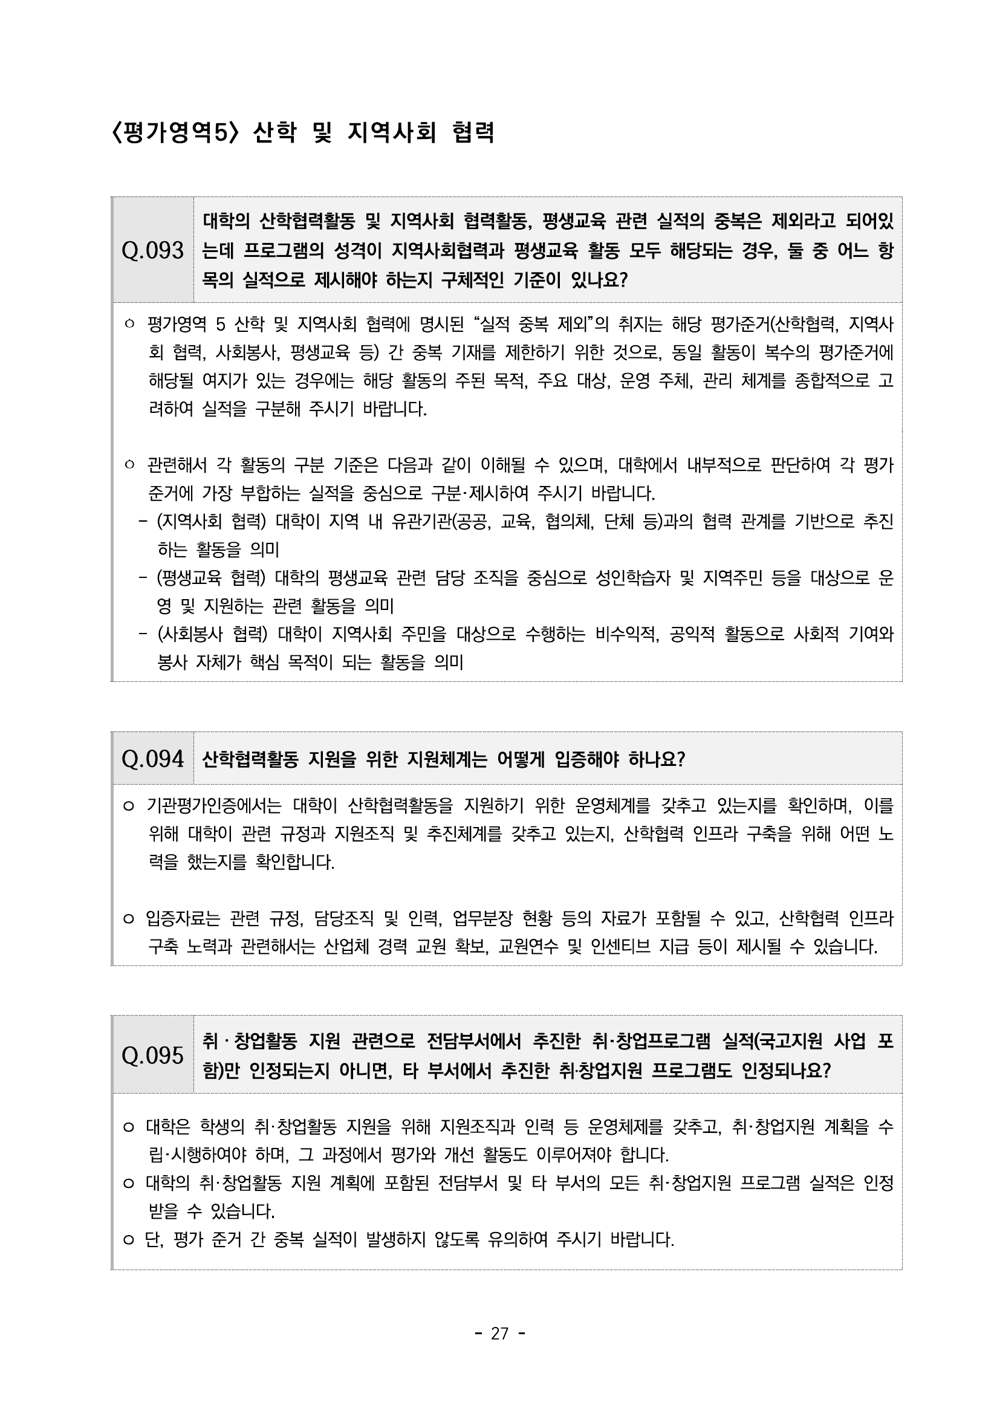 <평가영역5> 산학 및 지역사회 협력
Q.093
대학의 산학협력활동 및 지역사회 협력활동, 평생교육 관련 실적의 중복은 제외라고 되어있
는데 프로그램의 성격이 지역사회협력과 평생교육 활동 모두 해당되는 경우, 둘 중 어느 항
목의 실적으로 제시해야 하는지 구체적인 기준이 있나요?
ㅇ 평가영역 5 산학 및 지역사회 협력에 명시된 “실적 중복 제외”의 취지는 해당 평가준거(산학협력, 지역사
회 협력, 사회봉사, 평생교육 등) 간 중복 기재를 제한하기 위한 것으로, 동일 활동이 복수의 평가준거에
해당될 여지가 있는 경우에는 해당 활동의 주된 목적, 주요 대상, 운영 주체, 관리 체계를 종합적으로 고
려하여 실적을 구분해 주시기 바랍니다.
ㅇ 관련해서 각 활동의 구분 기준은 다음과 같이 이해될 수 있으며, 대학에서 내부적으로 판단하여 각 평가
준거에 가장 부합하는 실적을 중심으로 구분·제시하여 주시기 바랍니다.
- (지역사회 협력) 대학이 지역 내 유관기관(공공, 교육, 협의체, 단체 등)과의 협력 관계를 기반으로 추진
하는 활동을 의미
- (평생교육 협력) 대학의 평생교육 관련 담당 조직을 중심으로 성인학습자 및 지역주민 등을 대상으로 운
영 및 지원하는 관련 활동을 의미
- (사회봉사 협력) 대학이 지역사회 주민을 대상으로 수행하는 비수익적, 공익적 활동으로 사회적 기여와
봉사 자체가 핵심 목적이 되는 활동을 의미
Q.094 산학협력활동 지원을 위한 지원체계는 어떻게 입증해야 하나요?
ㅇ 기관평가인증에서는 대학이 산학협력활동을 지원하기 위한 운영체계를 갖추고 있는지를 확인하며, 이를
위해 대학이 관련 규정과 지원조직 및 추진체계를 갖추고 있는지, 산학협력 인프라 구축을 위해 어떤 노
력을 했는지를 확인합니다.
ㅇ 입증자료는 관련 규정, 담당조직 및 인력, 업무분장 현황 등의 자료가 포함될 수 있고, 산학협력 인프라
구축 노력과 관련해서는 산업체 경력 교원 확보, 교원연수 및 인센티브 지급 등이 제시될 수 있습니다.
Q.095
취·창업활동 지원 관련으로 전담부서에서 추진한 취·창업프로그램 실적(국고지원 사업 포
함)만 인정되는지 아니면, 타 부서에서 추진한 취·창업지원 프로그램도 인정되나요?
ㅇ 대학은 학생의 취·창업활동 지원을 위해 지원조직과 인력 등 운영체제를 갖추고, 취·창업지원 계획을 수
립·시행하여야 하며, 그 과정에서 평가와 개선 활동도 이루어져야 합니다.
ㅇ 대학의 취·창업활동 지원 계획에 포함된 전담부서 및 타 부서의 모든 취·창업지원 프로그램 실적은 인정
받을 수 있습니다.
ㅇ 단, 평가 준거 간 중복 실적이 발생하지 않도록 유의하여 주시기 바랍니다.
- 27 -